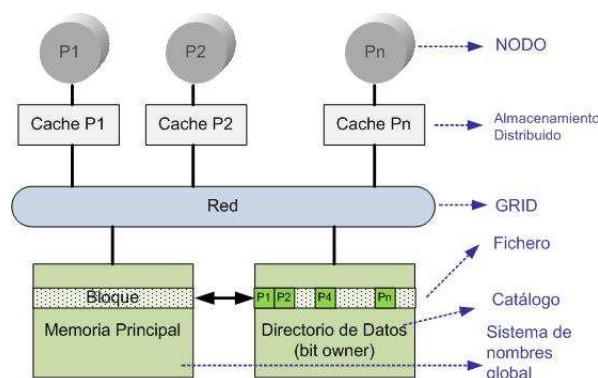 P1
P2
Pn
NODO
Cache P1
Cache P2
Cache Pn
Almacenamiento
Distribuido
Red
GRID
Fichero
Bloque
P1
P2
P4
Pn
Catálogo
Memoria Principal
Directorio de Datos
(bit owner)
Sistema de
nombres
global